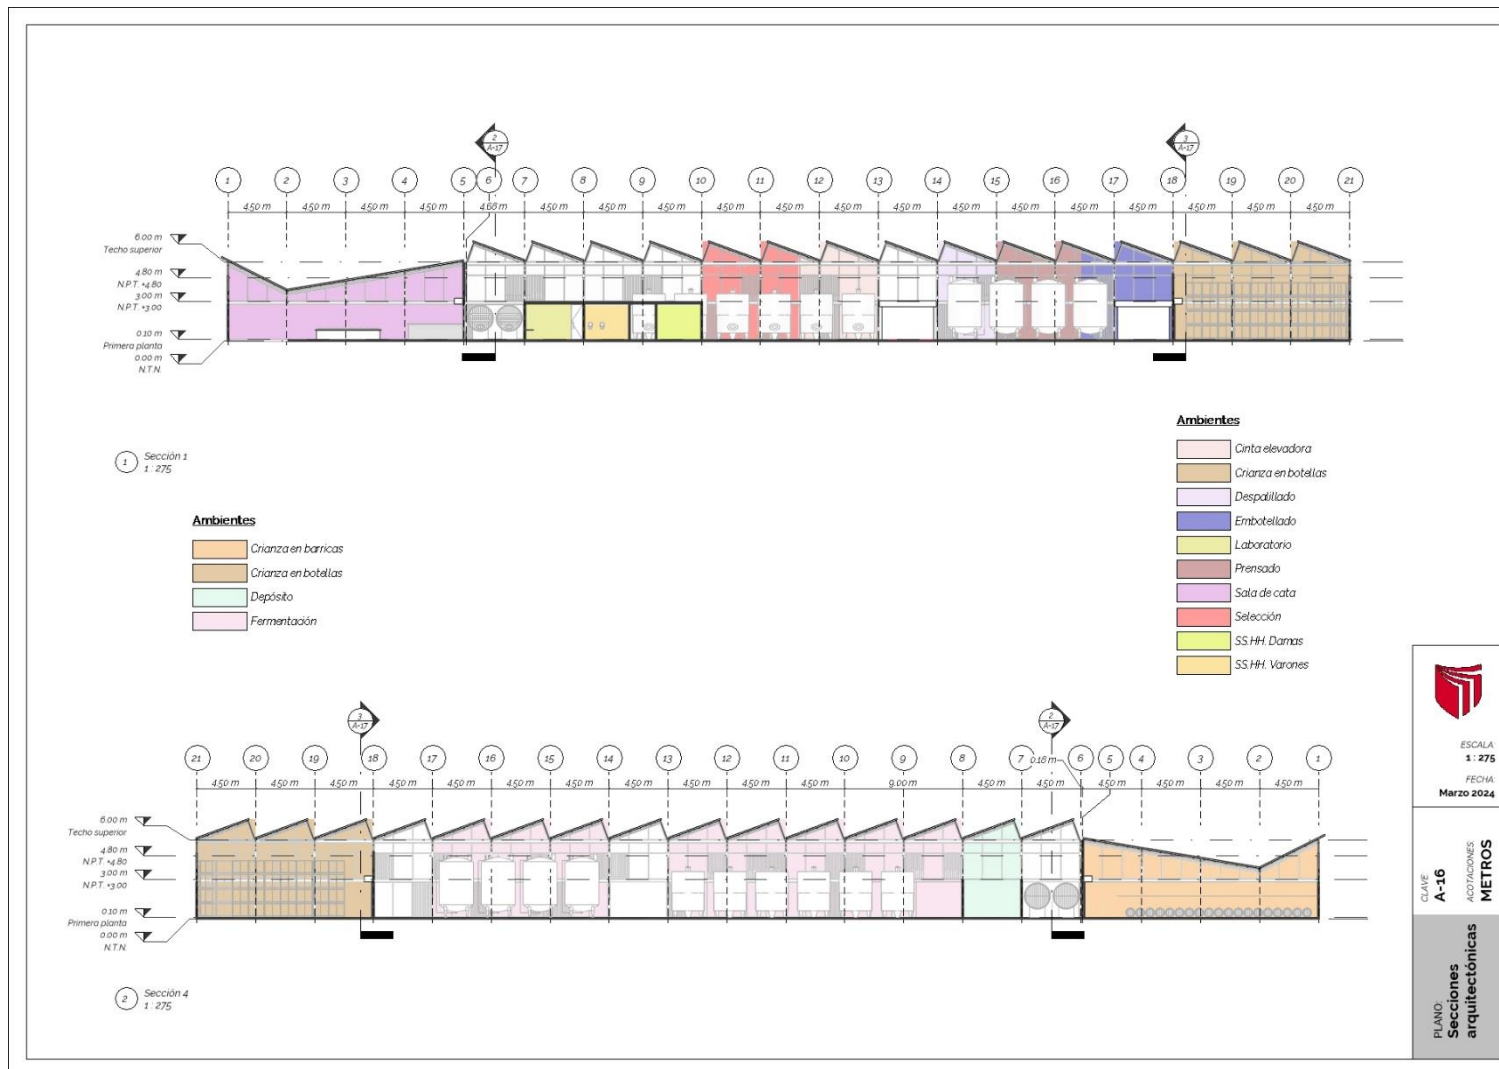 2
A-17
3
A-17
1 2 3 4 5 6 7 8 9 10 11 12 13 14 15 16 17 18 19 20 21
4.50 m 4.50 m 4.50 m 4.50 m 4.68 m 4.50 m 4.50 m 4.50 m 4.50 m 4.50 m 4.50 m 4.50 m 4.50 m 4.50 m 4.50 m 4.50 m 4.50 m 4.50 m 4.50 m
6.00 m
Techo superior
4.80 m
N.P.T. +4.80
3.00 m
N.P.T. +3.00
0.10 m
Primera planta
0.00 m
N.T.N.
1 Sección 1
1 : 275
Ambientes
Cinta elevadora
Crianza en botellas
Despalillado
Embotellado
Laboratorio
Prensado
Sala de cata
Selección
SS.HH. Damas
SS.HH. Varones
Ambientes
Crianza en barricas
Crianza en botellas
Depósito
Fermentación
3
A-17
2
A-17
21 20 19 18 17 16 15 14 13 12 11 10 9 8 7 6 5 4 3 2 1
0.18 m
4.50 m 4.50 m 4.50 m 4.50 m 4.50 m 4.50 m 4.50 m 4.50 m 4.50 m 4.50 m 4.50 m 9.00 m 4.50 m 4.50 m 4.50 m 4.50 m 4.50 m 4.50 m
6.00 m
Techo superior
4.80 m
N.P.T. +4.80
3.00 m
N.P.T. +3.00
0.10 m
Primera planta
0.00 m
N.T.N.
2 Sección 4
1 : 275
ESCALA:
1 : 275
FECHA:
Marzo 2024
CLAVE
A-16
ACOTACIONES:
METROS
PLANO:
Secciones
arquitectónicas